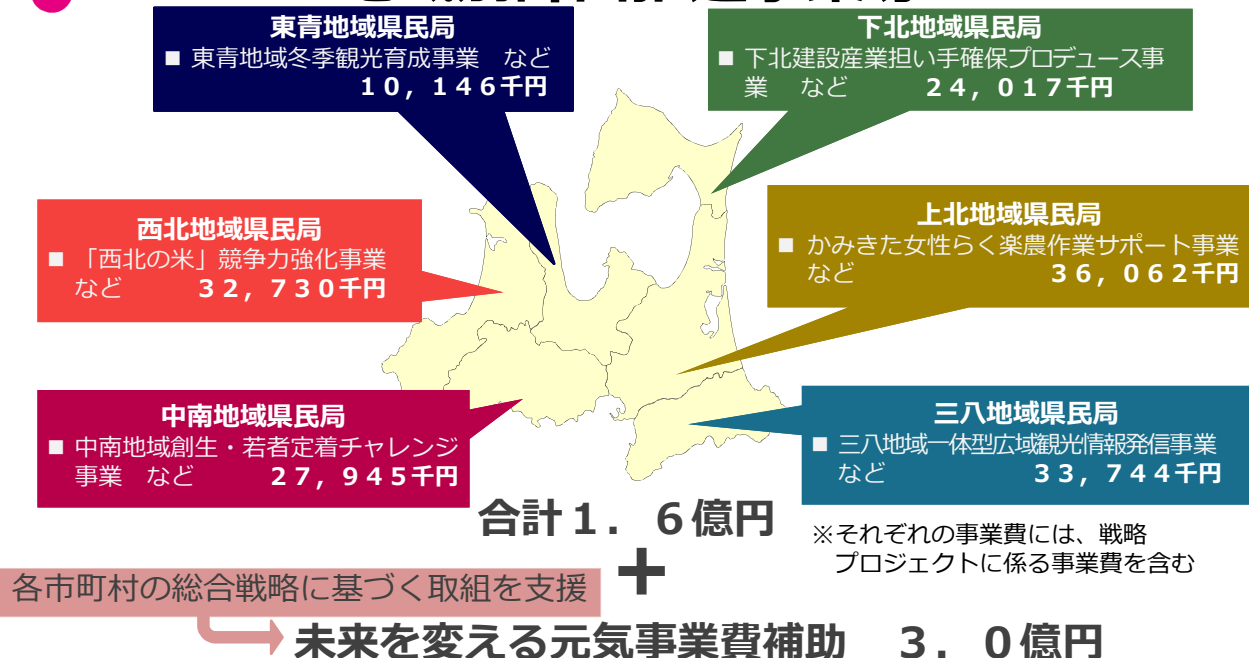 東青地域県民局
■ 東青地域冬季観光育成事業　など
１０，１４６千円
下北地域県民局
■ 下北建設産業担い手確保プロデュース事
業　など　２４，０１７千円
西北地域県民局
■ 「西北の米」競争力強化事業
など　３２，７３０千円
上北地域県民局
■ かみきた女性らく楽農作業サポート事業
など　３６，０６２千円
中南地域県民局
■ 中南地域創生・若者定着チャレンジ
事業　など　２７，９４５千円
三八地域県民局
■ 三八地域一体型広域観光情報発信事業
など　３３，７４４千円
合計１．６億円
※それぞれの事業費には、戦略
プロジェクトに係る事業費を含む
＋
各市町村の総合戦略に基づく取組を支援
未来を変える元気事業費補助　３．０億円